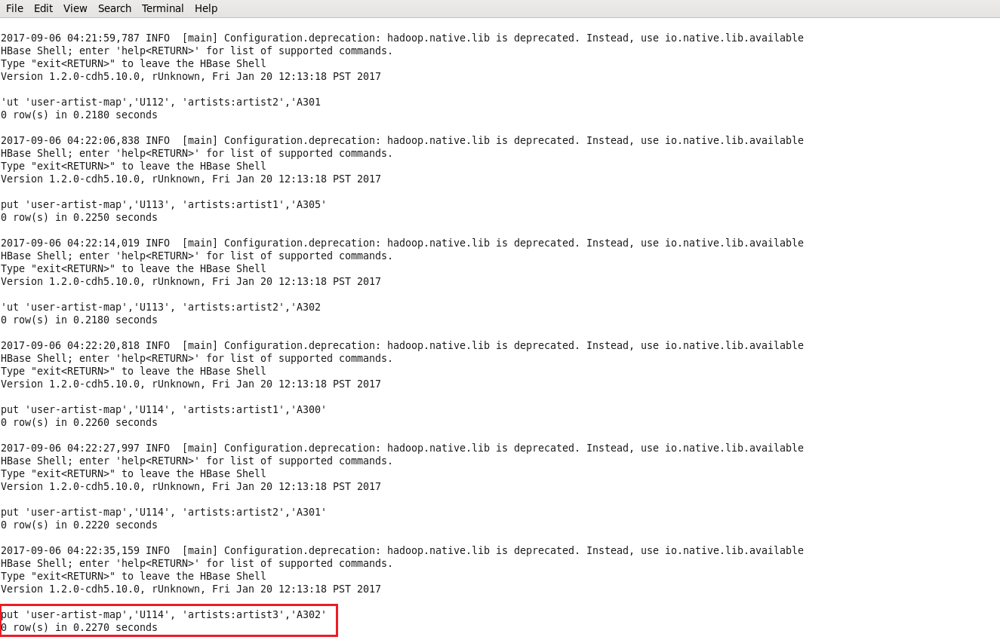 File Edit View Search Terminal Help
2017-09-06 04:21:59,787 INFO  [main] Configuration.deprecation: hadoop.native.lib is deprecated. Instead, use io.native.lib.available
HBase Shell; enter 'help<RETURN>' for list of supported commands.
Type "exit<RETURN>" to leave the HBase Shell
Version 1.2.0-cdh5.10.0, rUnknown, Fri Jan 20 12:13:18 PST 2017
'ut 'user-artist-map','U112', 'artists:artist2','A301
0 row(s) in 0.2180 seconds
2017-09-06 04:22:06,838 INFO  [main] Configuration.deprecation: hadoop.native.lib is deprecated. Instead, use io.native.lib.available
HBase Shell; enter 'help<RETURN>' for list of supported commands.
Type "exit<RETURN>" to leave the HBase Shell
Version 1.2.0-cdh5.10.0, rUnknown, Fri Jan 20 12:13:18 PST 2017
put 'user-artist-map','U113', 'artists:artist1','A305'
0 row(s) in 0.2250 seconds
2017-09-06 04:22:14,019 INFO  [main] Configuration.deprecation: hadoop.native.lib is deprecated. Instead, use io.native.lib.available
HBase Shell; enter 'help<RETURN>' for list of supported commands.
Type "exit<RETURN>" to leave the HBase Shell
Version 1.2.0-cdh5.10.0, rUnknown, Fri Jan 20 12:13:18 PST 2017
'ut 'user-artist-map','U113', 'artists:artist2','A302
0 row(s) in 0.2180 seconds
2017-09-06 04:22:20,818 INFO  [main] Configuration.deprecation: hadoop.native.lib is deprecated. Instead, use io.native.lib.available
HBase Shell; enter 'help<RETURN>' for list of supported commands.
Type "exit<RETURN>" to leave the HBase Shell
Version 1.2.0-cdh5.10.0, rUnknown, Fri Jan 20 12:13:18 PST 2017
put 'user-artist-map','U114', 'artists:artist1','A300'
0 row(s) in 0.2260 seconds
2017-09-06 04:22:27,997 INFO  [main] Configuration.deprecation: hadoop.native.lib is deprecated. Instead, use io.native.lib.available
HBase Shell; enter 'help<RETURN>' for list of supported commands.
Type "exit<RETURN>" to leave the HBase Shell
Version 1.2.0-cdh5.10.0, rUnknown, Fri Jan 20 12:13:18 PST 2017
put 'user-artist-map','U114', 'artists:artist2','A301'
0 row(s) in 0.2220 seconds
2017-09-06 04:22:35,159 INFO  [main] Configuration.deprecation: hadoop.native.lib is deprecated. Instead, use io.native.lib.available
HBase Shell; enter 'help<RETURN>' for list of supported commands.
Type "exit<RETURN>" to leave the HBase Shell
Version 1.2.0-cdh5.10.0, rUnknown, Fri Jan 20 12:13:18 PST 2017
put 'user-artist-map','U114', 'artists:artist3','A302'
0 row(s) in 0.2270 seconds